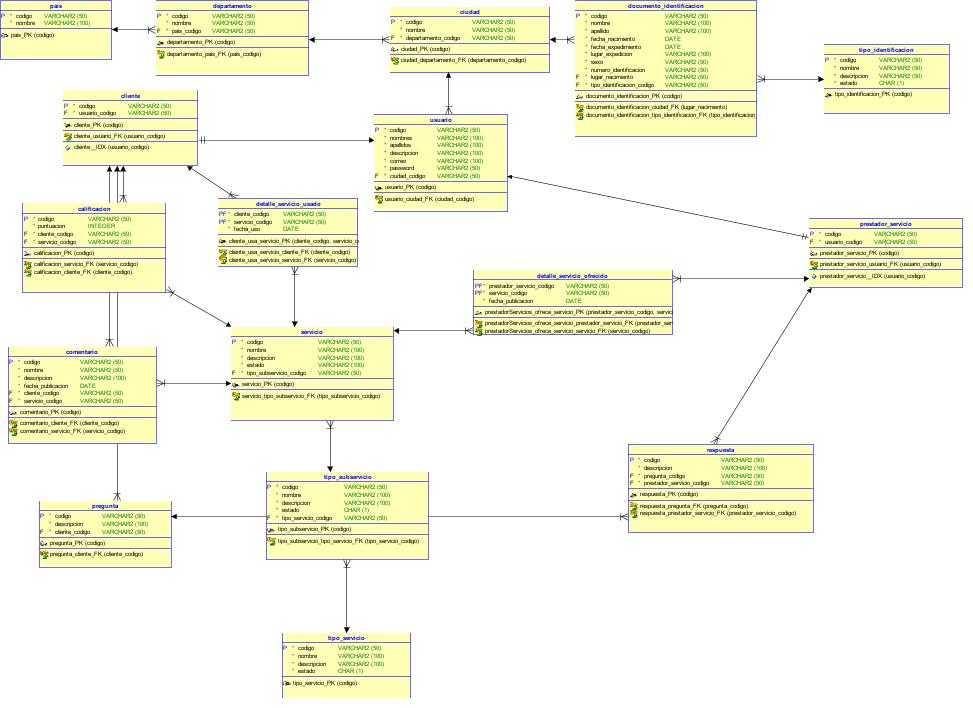 pais
P * codigo VARCHAR2 (50)
* nombre VARCHAR2 (100)
pais_PK (codigo)
departamento
P * codigo VARCHAR2 (50)
* nombre VARCHAR2 (50)
F * pais_codigo VARCHAR2 (50)
departamento_PK (codigo)
departamento_pais_FK (pais_codigo)
ciudad
P * codigo VARCHAR2 (50)
* nombre VARCHAR2 (50)
F * departamento_codigo VARCHAR2 (50)
ciudad_PK (codigo)
ciudad_departamento_FK (departamento_codigo)
documento_identificacion
P * codigo VARCHAR2 (50)
* nombre VARCHAR2 (50)
* apellido VARCHAR2 (100)
* fecha_nacimiento DATE
* fecha_expedimiento DATE
* lugar_expedicion VARCHAR2 (100)
* sexo VARCHAR2 (50)
* numero_identificacion VARCHAR2 (50)
F * lugar_nacimiento VARCHAR2 (50)
F * tipo_identificacion_codigo VARCHAR2 (50)
documento_identificacion_PK (codigo)
documento_identificacion_ciudad_FK (lugar_nacimiento)
documento_identificacion_tipo_identificacion_FK (tipo_identificacion_
tipo_identificacion
P * codigo VARCHAR2 (50)
* nombre VARCHAR2 (50)
* descripcion VARCHAR2 (50)
* estado CHAR (1)
tipo_identificacion_PK (codigo)
cliente
P * codigo VARCHAR2 (50)
F * usuario_codigo VARCHAR2 (50)
cliente_PK (codigo)
cliente_usuario_FK (usuario_codigo)
cliente__IDX (usuario_codigo)
usuario
P * codigo VARCHAR2 (50)
* nombres VARCHAR2 (100)
* apellidos VARCHAR2 (100)
* descripcion VARCHAR2 (100)
* correo VARCHAR2 (100)
* password VARCHAR2 (50)
F * ciudad_codigo VARCHAR2 (50)
usuario_PK (codigo)
usuario_ciudad_FK (ciudad_codigo)
calificacion
P * codigo VARCHAR2 (50)
* puntuacion INTEGER
F * cliente_codigo VARCHAR2 (50)
F * servicio_codigo VARCHAR2 (50)
calificacion_PK (codigo)
calificacion_servicio_FK (servicio_codigo)
calificacion_cliente_FK (cliente_codigo)
detalle_servicio_usado
PF* cliente_codigo VARCHAR2 (50)
PF* servicio_codigo VARCHAR2 (50)
* fecha_uso DATE
cliente_usa_servicio_PK (cliente_codigo, servicio_c
cliente_usa_servicio_cliente_FK (cliente_codigo)
cliente_usa_servicio_servicio_FK (servicio_codigo)
prestador_servicio
P * codigo VARCHAR2 (50)
F * usuario_codigo VARCHAR2 (50)
prestador_servicio_PK (codigo)
prestador_servicio_usuario_FK (usuario_codigo)
prestador_servicio__IDX (usuario_codigo)
detalle_servicio_ofrecido
PF* prestador_servicio_codigo VARCHAR2 (50)
PF* servicio_codigo VARCHAR2 (50)
* fecha_publicacion DATE
prestadorServicios_ofrece_servicio_PK (prestador_servicio_codigo, servic
prestadorServicios_ofrece_servicio_prestador_servicio_FK (prestador_ser
prestadorServicios_ofrece_servicio_servicio_FK (servicio_codigo)
servicio
P * codigo VARCHAR2 (50)
* nombre VARCHAR2 (100)
* descripcion VARCHAR2 (100)
* estado VARCHAR2 (100)
F * tipo_subservicio_codigo VARCHAR2 (50)
servicio_PK (codigo)
servicio_tipo_subservicio_FK (tipo_subservicio_codigo)
comentario
P * codigo VARCHAR2 (50)
* nombre VARCHAR2 (50)
* descripcion VARCHAR2 (100)
* fecha_publicacion DATE
F * cliente_codigo VARCHAR2 (50)
F * servicio_codigo VARCHAR2 (50)
comentario_PK (codigo)
comentario_cliente_FK (cliente_codigo)
comentario_servicio_FK (servicio_codigo)
respuesta
P * codigo VARCHAR2 (50)
* descripcion VARCHAR2 (100)
F * pregunta_codigo VARCHAR2 (50)
F * prestador_servicio_codigo VARCHAR2 (50)
respuesta_PK (codigo)
respuesta_pregunta_FK (pregunta_codigo)
respuesta_prestador_servicio_FK (prestador_servicio_codigo)
tipo_subservicio
P * codigo VARCHAR2 (50)
* nombre VARCHAR2 (100)
* descripcion VARCHAR2 (100)
* estado CHAR (1)
F * tipo_servicio_codigo VARCHAR2 (50)
tipo_subservicio_PK (codigo)
tipo_subservicio_tipo_servicio_FK (tipo_servicio_codigo)
pregunta
P * codigo VARCHAR2 (50)
* descripcion VARCHAR2 (100)
F * cliente_codigo VARCHAR2 (50)
pregunta_PK (codigo)
pregunta_cliente_FK (cliente_codigo)
tipo_servicio
P * codigo VARCHAR2 (50)
* nombre VARCHAR2 (100)
* descripcion VARCHAR2 (100)
* estado CHAR (1)
tipo_servicio_PK (codigo)